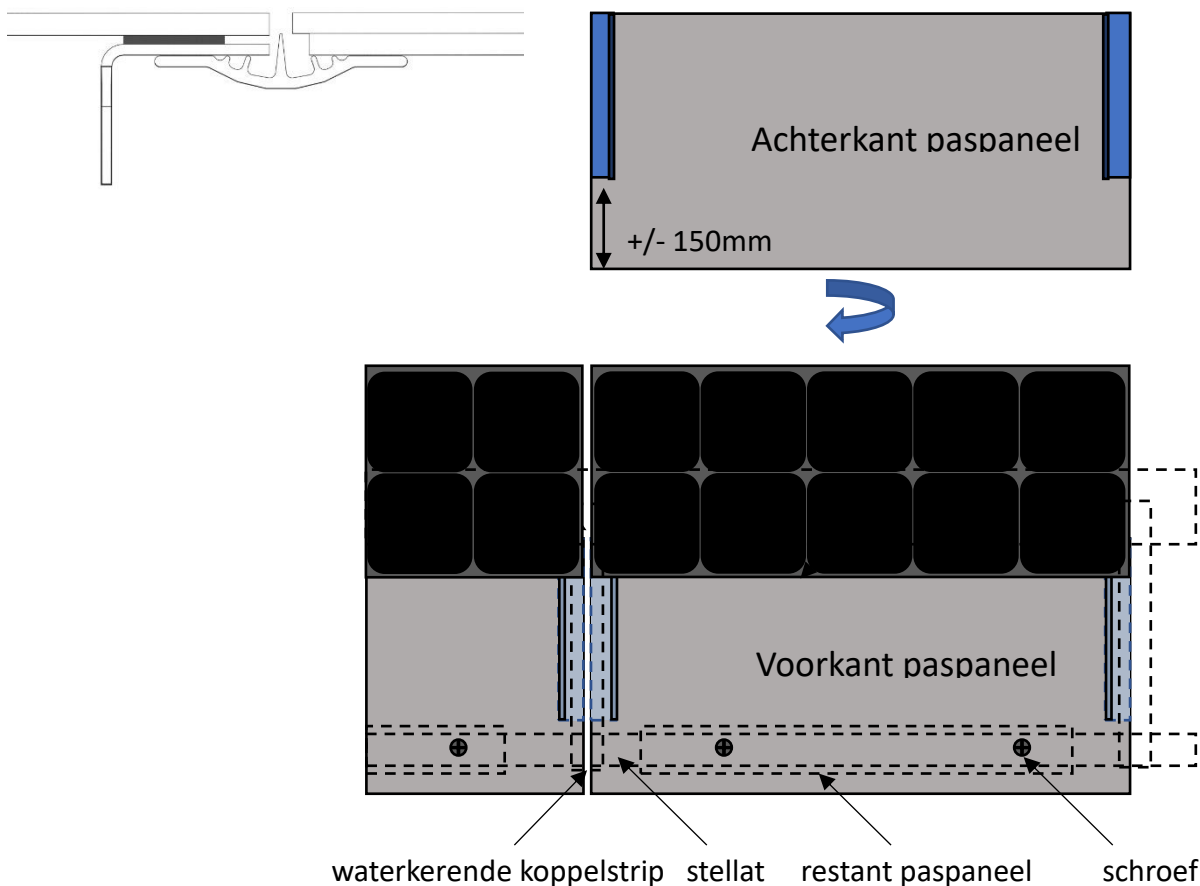 Achterkant paspaneel
+/- 150mm
Voorkant paspaneel
waterkerende koppelstrip stellat restant paspaneel schroef